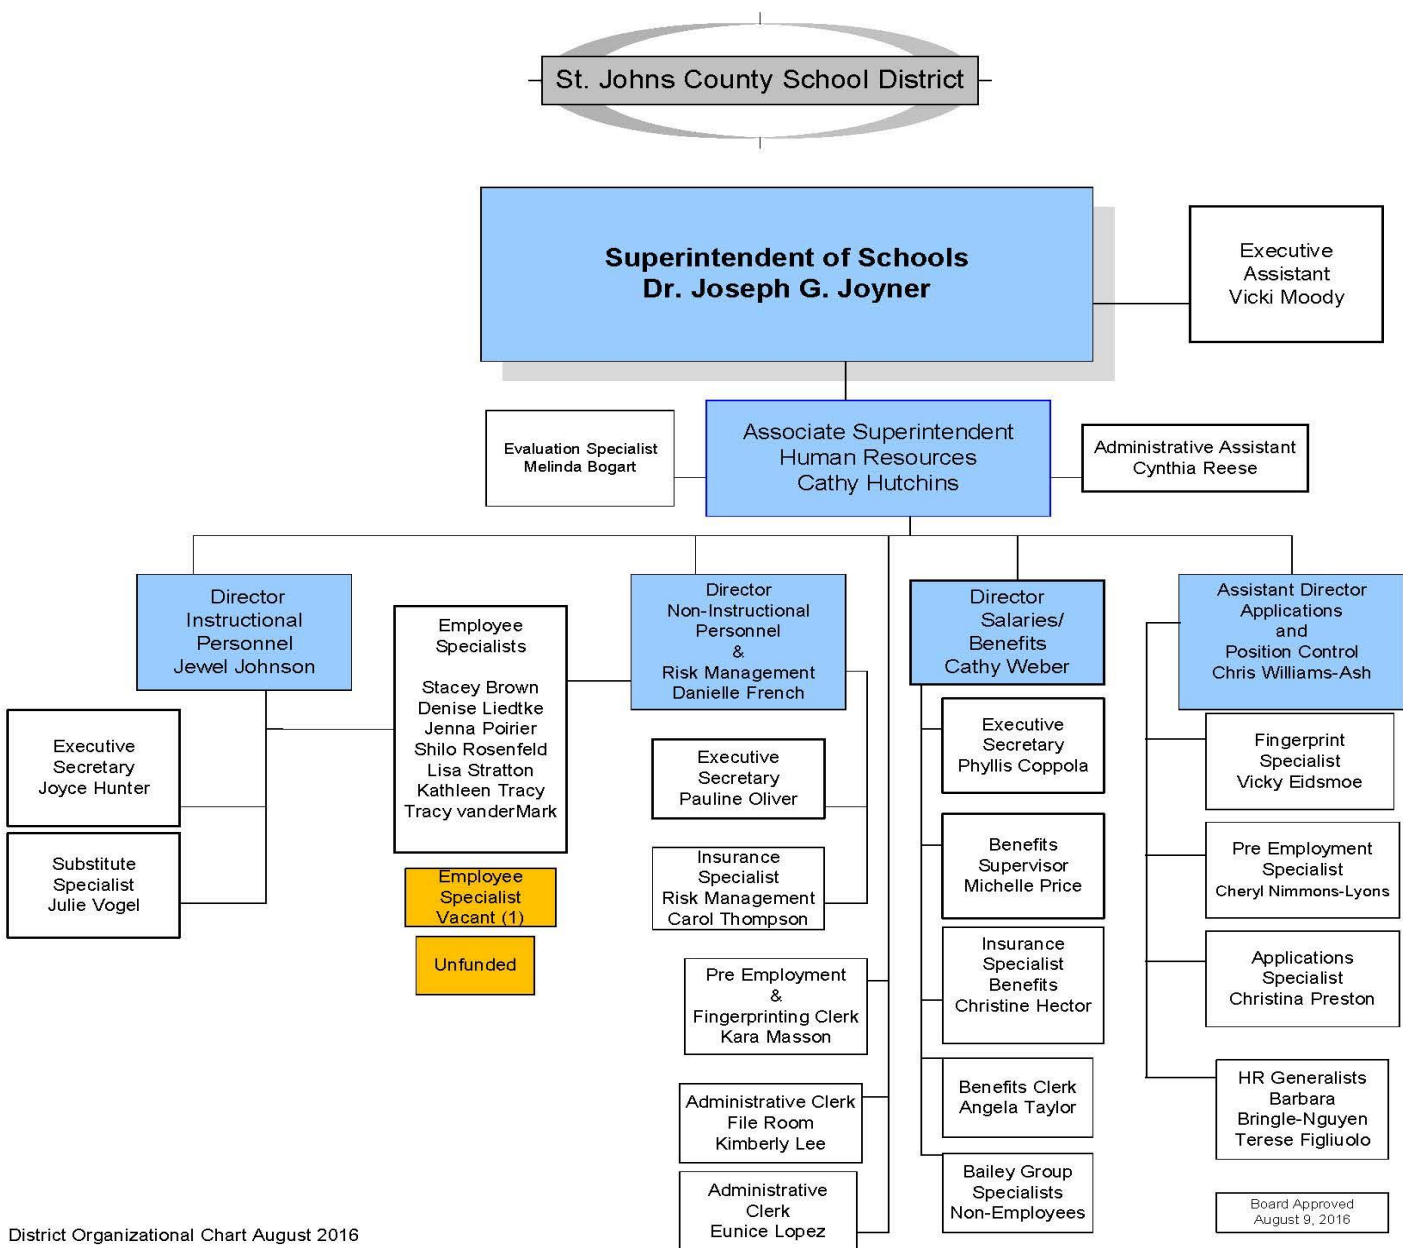 St. Johns County School District
Superintendent of Schools
Dr. Joseph G. Joyner
Executive
Assistant
Vicki Moody
Evaluation Specialist
Melinda Bogart
Associate Superintendent
Human Resources
Cathy Hutchins
Administrative Assistant
Cynthia Reese
Director
Instructional
Personnel
Jewel Johnson
Executive
Secretary
Joyce Hunter
Substitute
Specialist
Julie Vogel
Employee
Specialists
Stacey Brown
Denise Liedtke
Jenna Poirier
Shilo Rosenfeld
Lisa Stratton
Kathleen Tracy
Tracy vanderMark
Employee
Specialist
Vacant (1)
Unfunded
Director
Non-Instructional
Personnel
&
Risk Management
Danielle French
Executive
Secretary
Pauline Oliver
Insurance
Specialist
Risk Management
Carol Thompson
Pre Employment
&
Fingerprinting Clerk
Kara Masson
Administrative Clerk
File Room
Kimberly Lee
Administrative
Clerk
Eunice Lopez
Director
Salaries/
Benefits
Cathy Weber
Executive
Secretary
Phyllis Coppola
Benefits
Supervisor
Michelle Price
Insurance
Specialist
Benefits
Christine Hector
Benefits Clerk
Angela Taylor
Bailey Group
Specialists
Non-Employees
Assistant Director
Applications
and
Position Control
Chris Williams-Ash
Fingerprint
Specialist
Vicky Eidsmoe
Pre Employment
Specialist
Cheryl Nimmons-Lyons
Applications
Specialist
Christina Preston
HR Generalists
Barbara
Bringle-Nguyen
Terese Figliuolo
Board Approved
August 9, 2016
District Organizational Chart August 2016